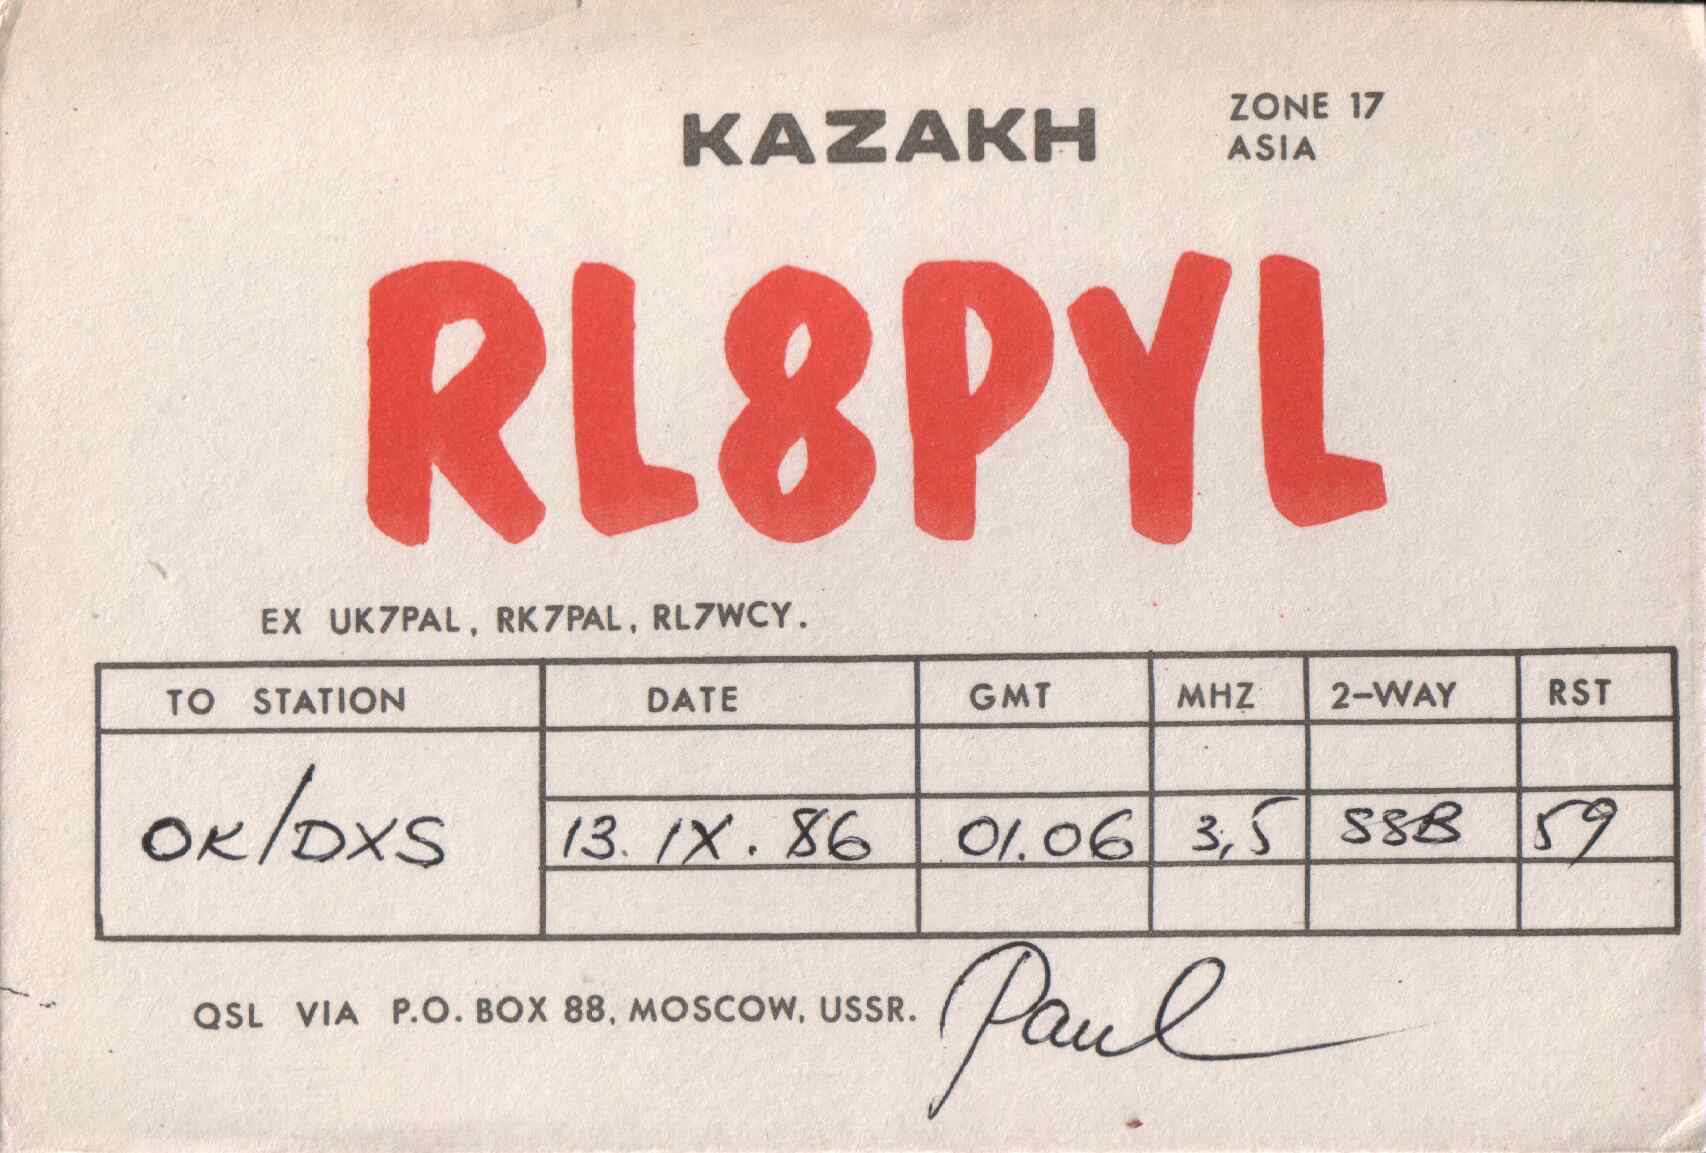 KAZAKH
ZONE 17
ASIA
RL8PYL
EX UK7PAL, RK7PAL, RL7WCY.
TO STATION DATE GMT MHZ 2-WAY RST
OK/DXS 13. IX. 86 01.06 3,5 SSB 59
QSL VIA P.O. BOX 88, MOSCOW, USSR. Paul